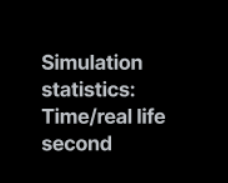 Simulation
statistics:
Time/real life
second